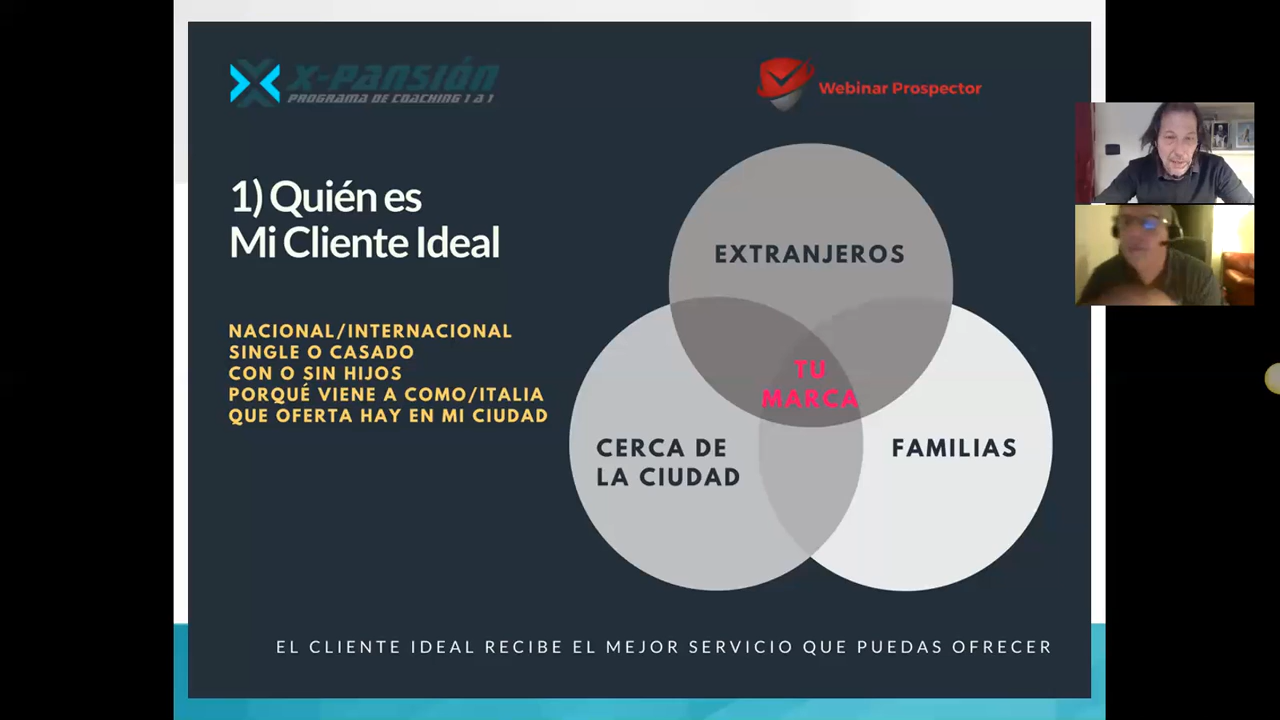 X-PANSIÓN
PROGRAMA DE COACHING 1 A 1
Webinar Prospector
1) Quién es
Mi Cliente Ideal
NACIONAL/INTERNACIONAL
SINGLE O CASADO
CON O SIN HIJOS
PORQUÉ VIENE A COMO/ITALIA
QUE OFERTA HAY EN MI CIUDAD
EXTRANJEROS
TU
MARCA
CERCA DE
LA CIUDAD
FAMILIAS
EL CLIENTE IDEAL RECIBE EL MEJOR SERVICIO QUE PUEDAS OFRECER